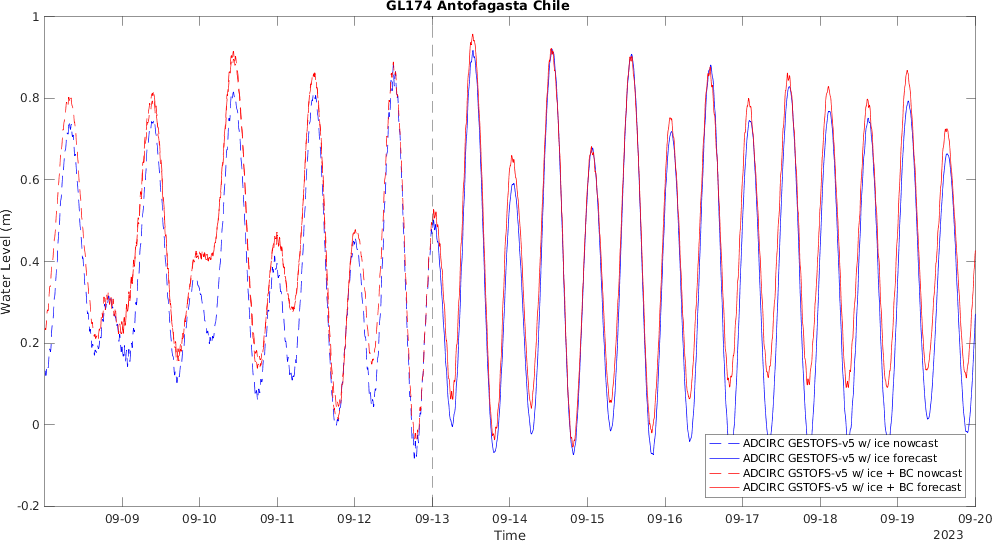 GL174 Antofagasta Chile
1
0.8
0.6
0.4
0.2
0
-0.2
Water Level (m)
ADCIRC GESTOFS-v5 w/ ice nowcast
ADCIRC GESTOFS-v5 w/ ice forecast
ADCIRC GSTOFS-v5 w/ ice + BC nowcast
ADCIRC GSTOFS-v5 w/ ice + BC forecast
09-09 09-10 09-11 09-12 09-13 09-14 09-15 09-16 09-17 09-18 09-19 09-20
Time
2023